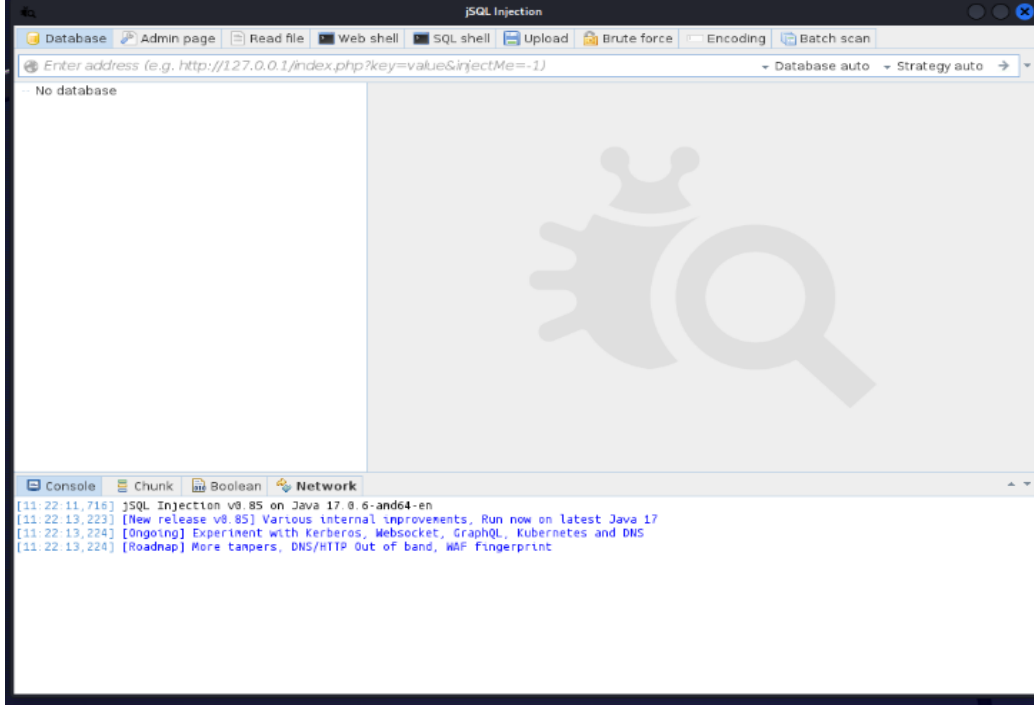 jSQL Injection
Database Admin page Read file Web shell SQL shell Upload Brute force Encoding Batch scan
Enter address (e.g. http://127.0.0.1/index.php?key=value&injectMe=-1) Database auto Strategy auto
No database
Console Chunk Boolean Network
[11:22:11,716] jSQL Injection v0.85 on Java 17.0.6-amd64-en
[11:22:13,223] [New release v0.85] Various internal improvements, Run now on latest Java 17
[11:22:13,224] [Ongoing] Experiment with Kerberos, Websocket, GraphQL, Kubernetes and DNS
[11:22:13,224] [Roadmap] More tampers, DNS/HTTP Out of band, WAF fingerprint